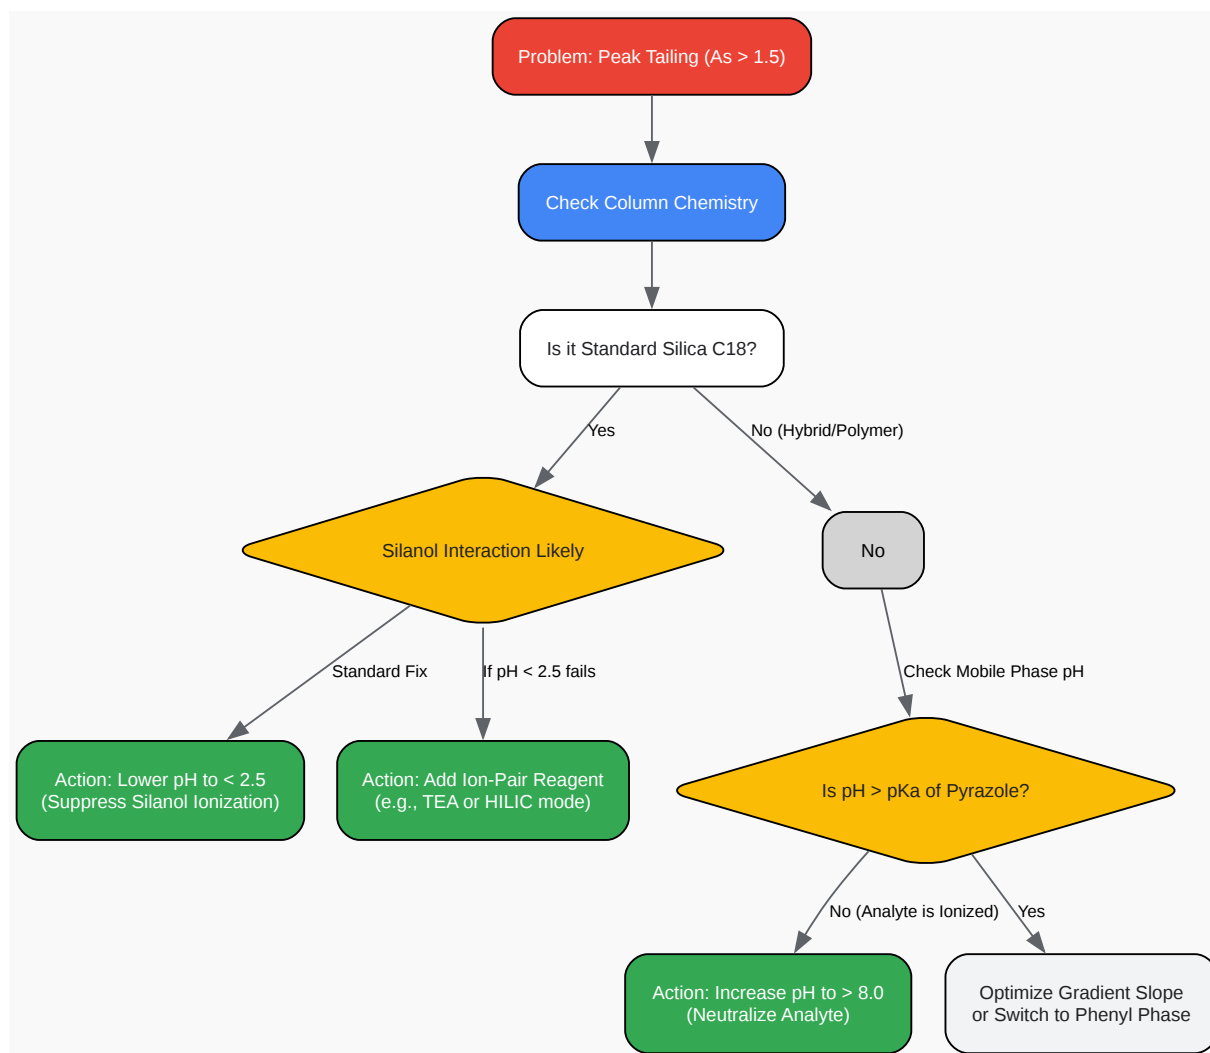 Problem: Peak Tailing (As > 1.5)
Check Column Chemistry
Is it Standard Silica C18?
Yes
No (Hybrid/Polymer)
Silanol Interaction Likely
No
Standard Fix
If pH < 2.5 fails
Check Mobile Phase pH
Action: Lower pH to < 2.5
(Suppress Silanol Ionization)
Action: Add Ion-Pair Reagent
(e.g., TEA or HILIC mode)
Is pH > pKa of Pyrazole?
No (Analyte is Ionized)
Yes
Action: Increase pH to > 8.0
(Neutralize Analyte)
Optimize Gradient Slope
or Switch to Phenyl Phase